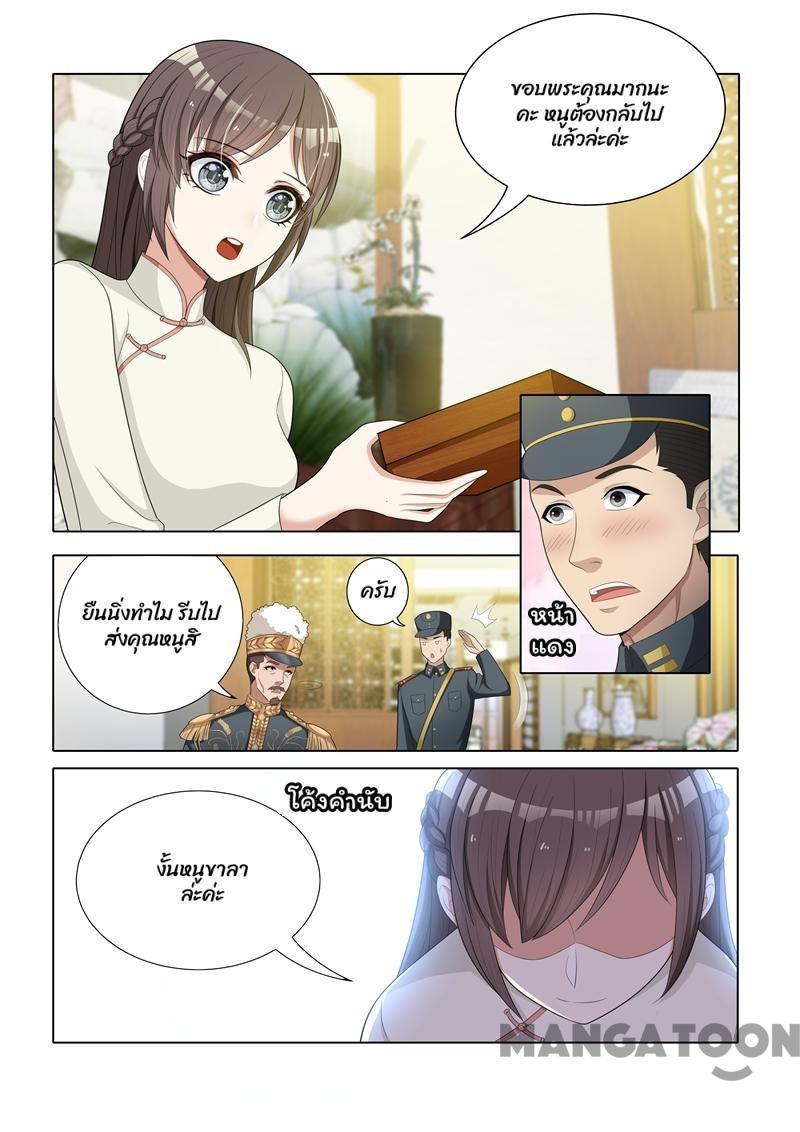 ขอบพระคุณมากนะ
คะ หนูต้องกลับไป
แล้วล่ะค่ะ
หน้า
แดง
ยืนนิ่งทำไม รีบไป
ส่งคุณหนูสิ
ครับ
โค้งคำนับ
งั้นหนูขาลา
ล่ะค่ะ
MANGATOON